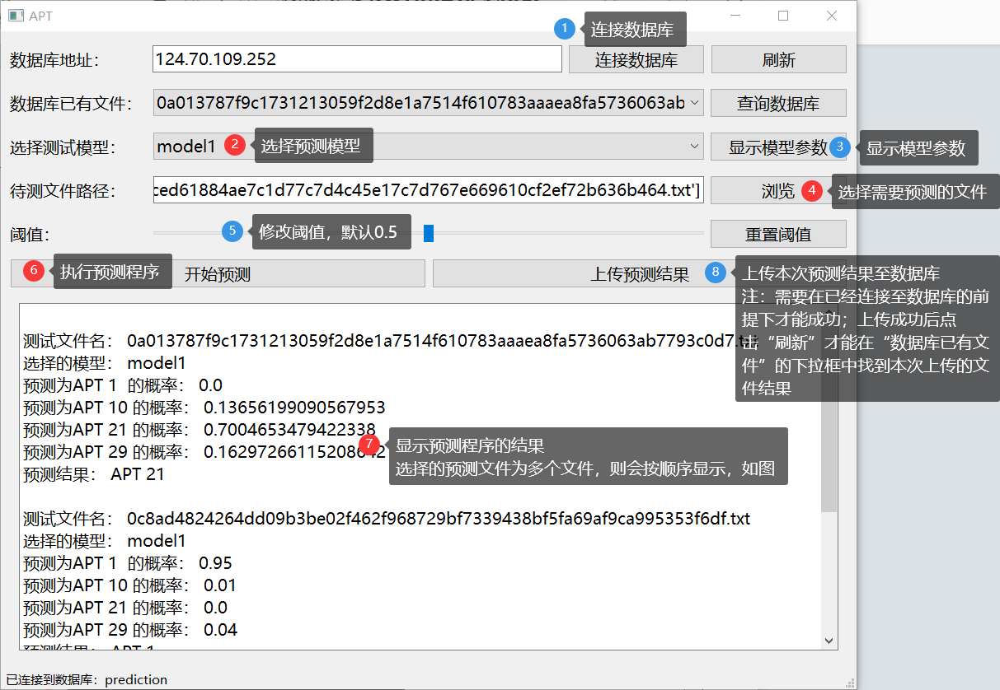 APT
1 连接数据库
数据库地址： 124.70.109.252 连接数据库 刷新
数据库已有文件： 0a013787f9c1731213059f2d8e1a7514f610783aaaea8fa5736063ab 查询数据库
选择测试模型： model1 2 选择预测模型 显示模型参数 3 显示模型参数
待测文件路径： ced61884ae7c1d77c7d4c45e17c7d767e669610cf2ef72b636b464.txt'] 浏览 4 选择需要预测的文件
阈值： 5 修改阈值，默认0.5 重置阈值
6 执行预测程序 开始预测 上传预测结果 8 上传本次预测结果至数据库
注：需要在已经连接至数据库的前
提下才能成功；上传成功后点
击“刷新”才能在“数据库已有文
件”的下拉框中找到本次上传的文
件结果
测试文件名： 0a013787f9c1731213059f2d8e1a7514f610783aaaea8fa5736063ab7793c0d7.txt
选择的模型： model1
预测为APT 1 的概率： 0.0
预测为APT 10 的概率： 0.13656199090567953
预测为APT 21 的概率： 0.7004653479422338
预测为APT 29 的概率：
7 显示预测程序的结果
选择的预测文件为多个文件，则会按顺序显示，如图
预测结果： APT 21
测试文件名： 0c8ad4824264dd09b3be02f462f968729bf7339438bf5fa69af9ca995353f6df.txt
选择的模型： model1
预测为APT 1 的概率： 0.95
预测为APT 10 的概率： 0.01
预测为APT 21 的概率： 0.0
预测为APT 29 的概率： 0.04
预测结果： APT 1
已连接到数据库：prediction